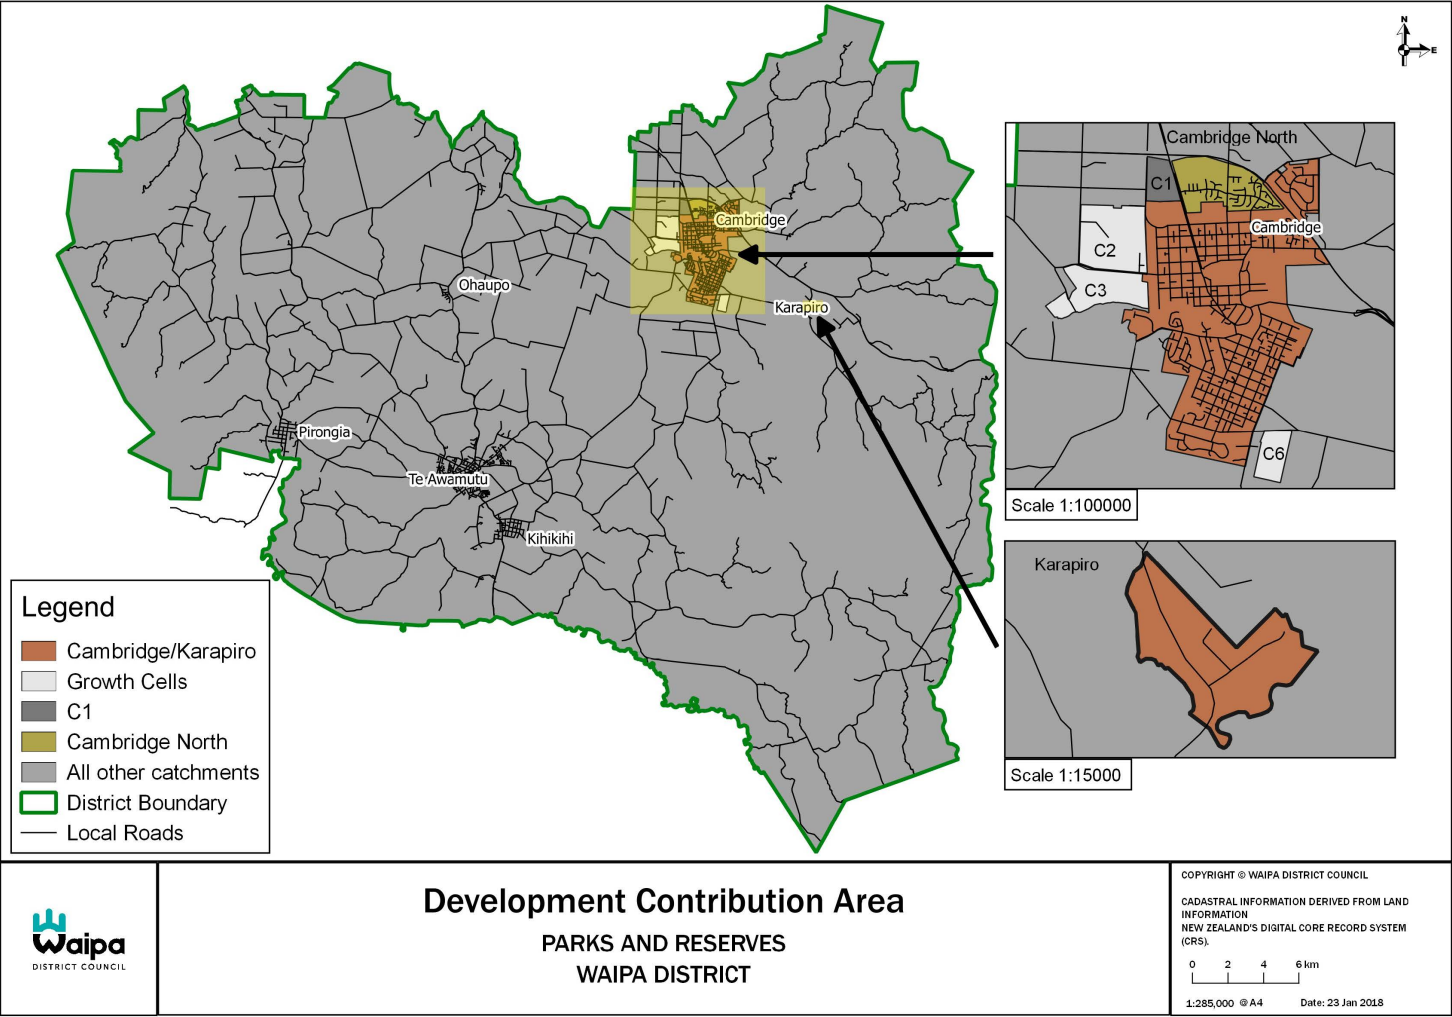 N
E
Cambridge North
C1
Cambridge
C2
C3
C6
Scale 1:100000
Cambridge
Ohaupo
Karapiro
Pirongia
Te Awamutu
Kihikihi
Karapiro
Scale 1:15000
Legend
Cambridge/Karapiro
Growth Cells
C1
Cambridge North
All other catchments
District Boundary
Local Roads
Waipa
DISTRICT COUNCIL
Development Contribution Area
PARKS AND RESERVES
WAIPA DISTRICT
COPYRIGHT © WAIPA DISTRICT COUNCIL
CADASTRAL INFORMATION DERIVED FROM LAND
INFORMATION
NEW ZEALAND'S DIGITAL CORE RECORD SYSTEM
(CRS).
0 2 4 6 km
1:285,000 @ A4 Date: 23 Jan 2018